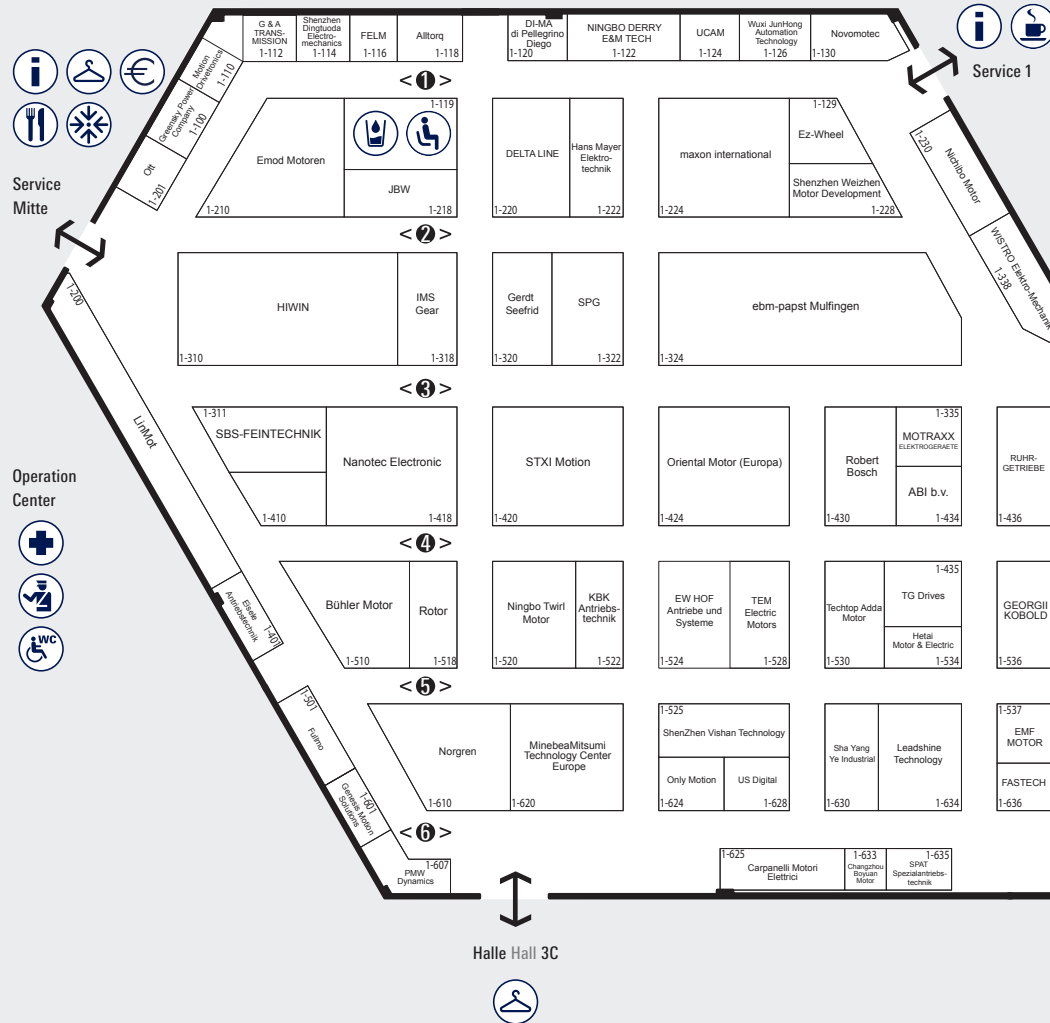 G & A
TRANS-
MISSION
1-112
Shenzhen
Dingtuoda
Electro-
mechanics
1-114
FELM
1-116
Alltorq
1-118
DI-MA
di Pellegrino
Diego
1-120
NINGBO DERRY
E&M TECH
1-122
UCAM
1-124
Wuxi JunHong
Automation
Technology
1-126
Novomotec
1-130
Service 1
Motion
Drivetronics
1-110
Greensky Power
Company
1-100
Ott
1-201
Service
Mitte
< 1 >
Emod Motoren
1-210
1-119
JBW
1-218
DELTA LINE
1-220
Hans Mayer
Elektro-
technik
1-222
maxon international
1-224
1-129
Ez-Wheel
Shenzhen Weizhen
Motor Development
1-228
1-230
Nichibo Motor
WISTRO Elektro-Mechanik
1-338
< 2 >
HIWIN
1-310
IMS
Gear
1-318
Gerdt
Seefrid
1-320
SPG
1-322
ebm-papst Mulfingen
1-324
1-200
LinMot
< 3 >
1-311
SBS-FEINTECHNIK
1-410
Nanotec Electronic
1-418
STXI Motion
1-420
Oriental Motor (Europa)
1-424
Robert
Bosch
1-430
1-335
MOTRAXX
ELEKTROGERAETE
ABI b.v.
1-434
RUHR-
GETRIEBE
1-436
Operation
Center
WC
< 4 >
Eisele
Antriebstechnik
1-401
Bühler Motor
1-510
Rotor
1-518
Ningbo Twirl
Motor
1-520
KBK
Antriebs-
technik
1-522
EW HOF
Antriebe und
Systeme
1-524
TEM
Electric
Motors
1-528
Techtop Adda
Motor
1-530
1-435
TG Drives
Hetai
Motor & Electric
1-534
GEORGII
KOBOLD
1-536
< 5 >
1-501
Fulimo
1-601
Genesis Motion
Solutions
Norgren
1-610
MinebeaMitsumi
Technology Center
Europe
1-620
1-525
ShenZhen Vishan Technology
Only Motion
1-624
US Digital
1-628
Sha Yang
Ye Industrial
1-630
Leadshine
Technology
1-634
1-537
EMF
MOTOR
FASTECH
1-636
< 6 >
1-607
PMW
Dynamics
1-625
Carpanelli Motori
Elettrici
1-633
Changzhou
Boyuan
Motor
1-635
SPAT
Spezialantriebs-
technik
Halle Hall 3C